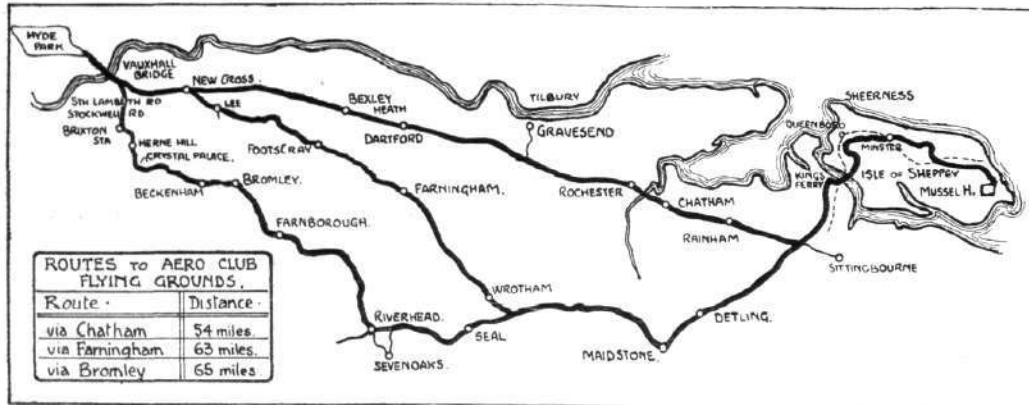 HYDE
PARK
VAUXHALL
BRIDGE
NEW CROSS.
STH LAMBETH RD
STOCKWELL RD
BRIXTON
STA
HERNE HILL
CRYSTAL PALACE.
BECKENHAM
BROMLEY.
FARNBOROUGH.
LEE
FOOTSCRAY
FARNINGHAM.
BEXLEY
HEATH
DARTFORD
TILBURY
GRAVESEND
ROCHESTER
CHATHAM
RAINHAM
SITTINGBOURNE
SHEERNESS
QUEENBORO
MINSTER
KINGS
FERRY
ISLE OF SHEPPEY
MUSSEL H.
WROTHAM
RIVERHEAD.
SEVENOAKS.
SEAL
MAIDSTONE.
DETLING.
ROUTES TO AERO CLUB
FLYING GROUNDS.
Route · Distance ·
via Chatham 54 miles.
via Farningham 63 miles.
via Bromley 65 miles.